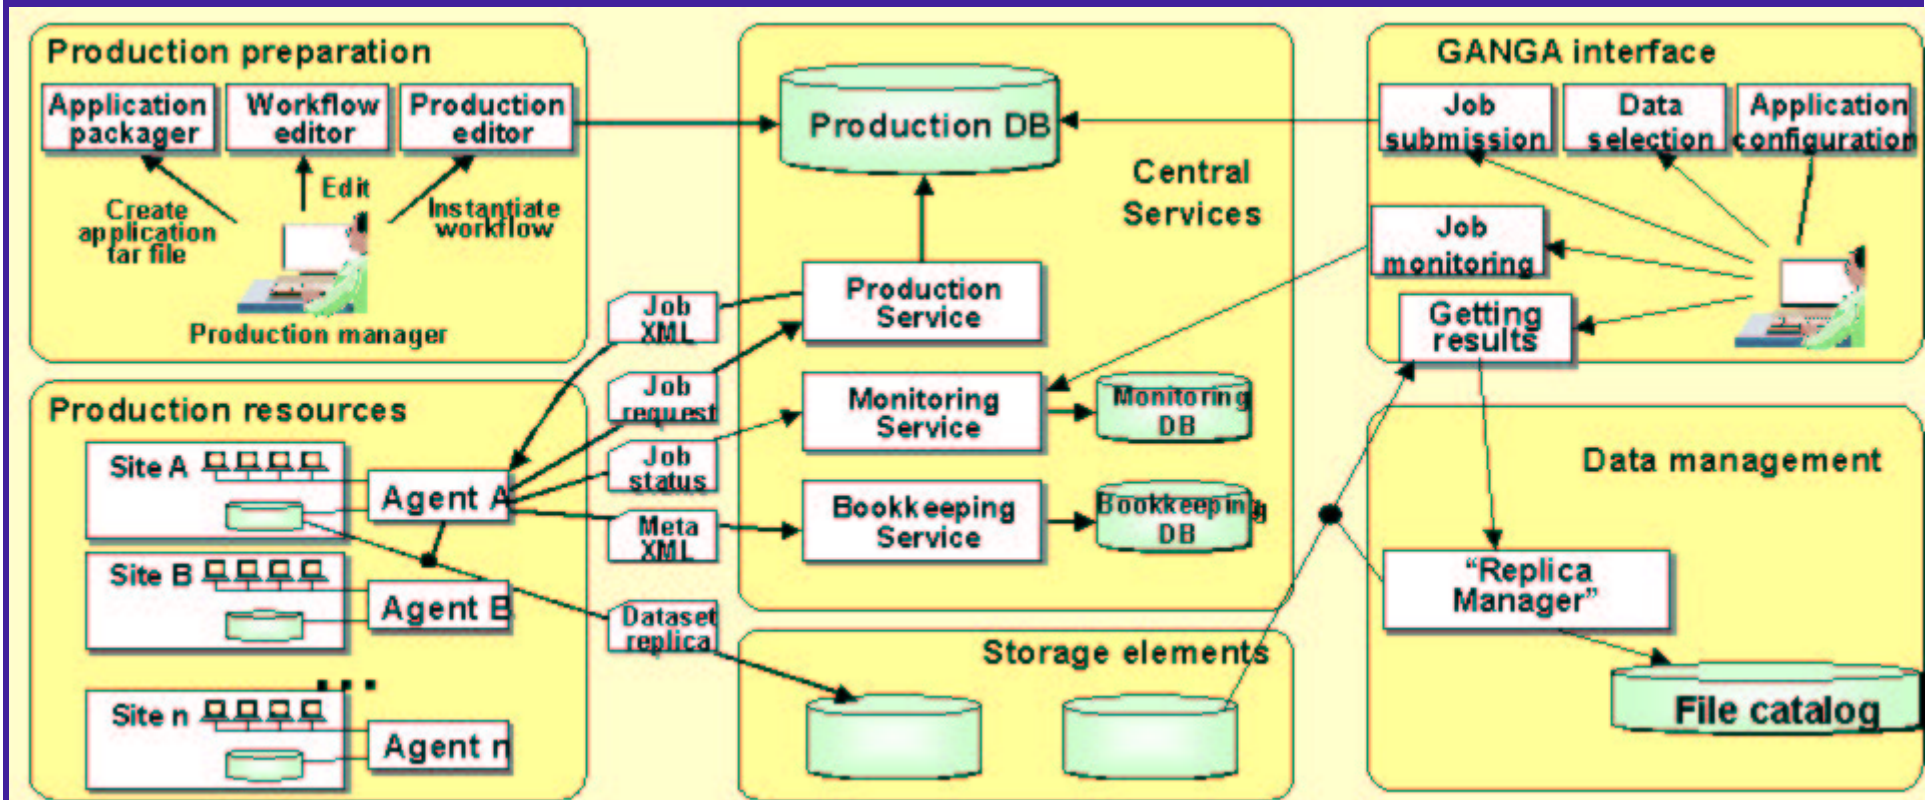 Production preparation
Application
packager
Workflow
editor
Production
editor
Create
application
tar file
Edit
Instantiate
workflow
Production manager
Production resources
Site A
Agent A
Site B
Agent B
...
Site n
Agent n
Job
XML
Job
request
Job
status
Meta
XML
Dataset
replica
Production DB
Central
Services
Production
Service
Monitoring
Service
Monitoring
DB
Bookkeeping
Service
Bookkeeping
DB
Storage elements
GANGA interface
Job
submission
Data
selection
Application
configuration
Job
monitoring
Getting
results
Data management
“Replica
Manager”
File catalog